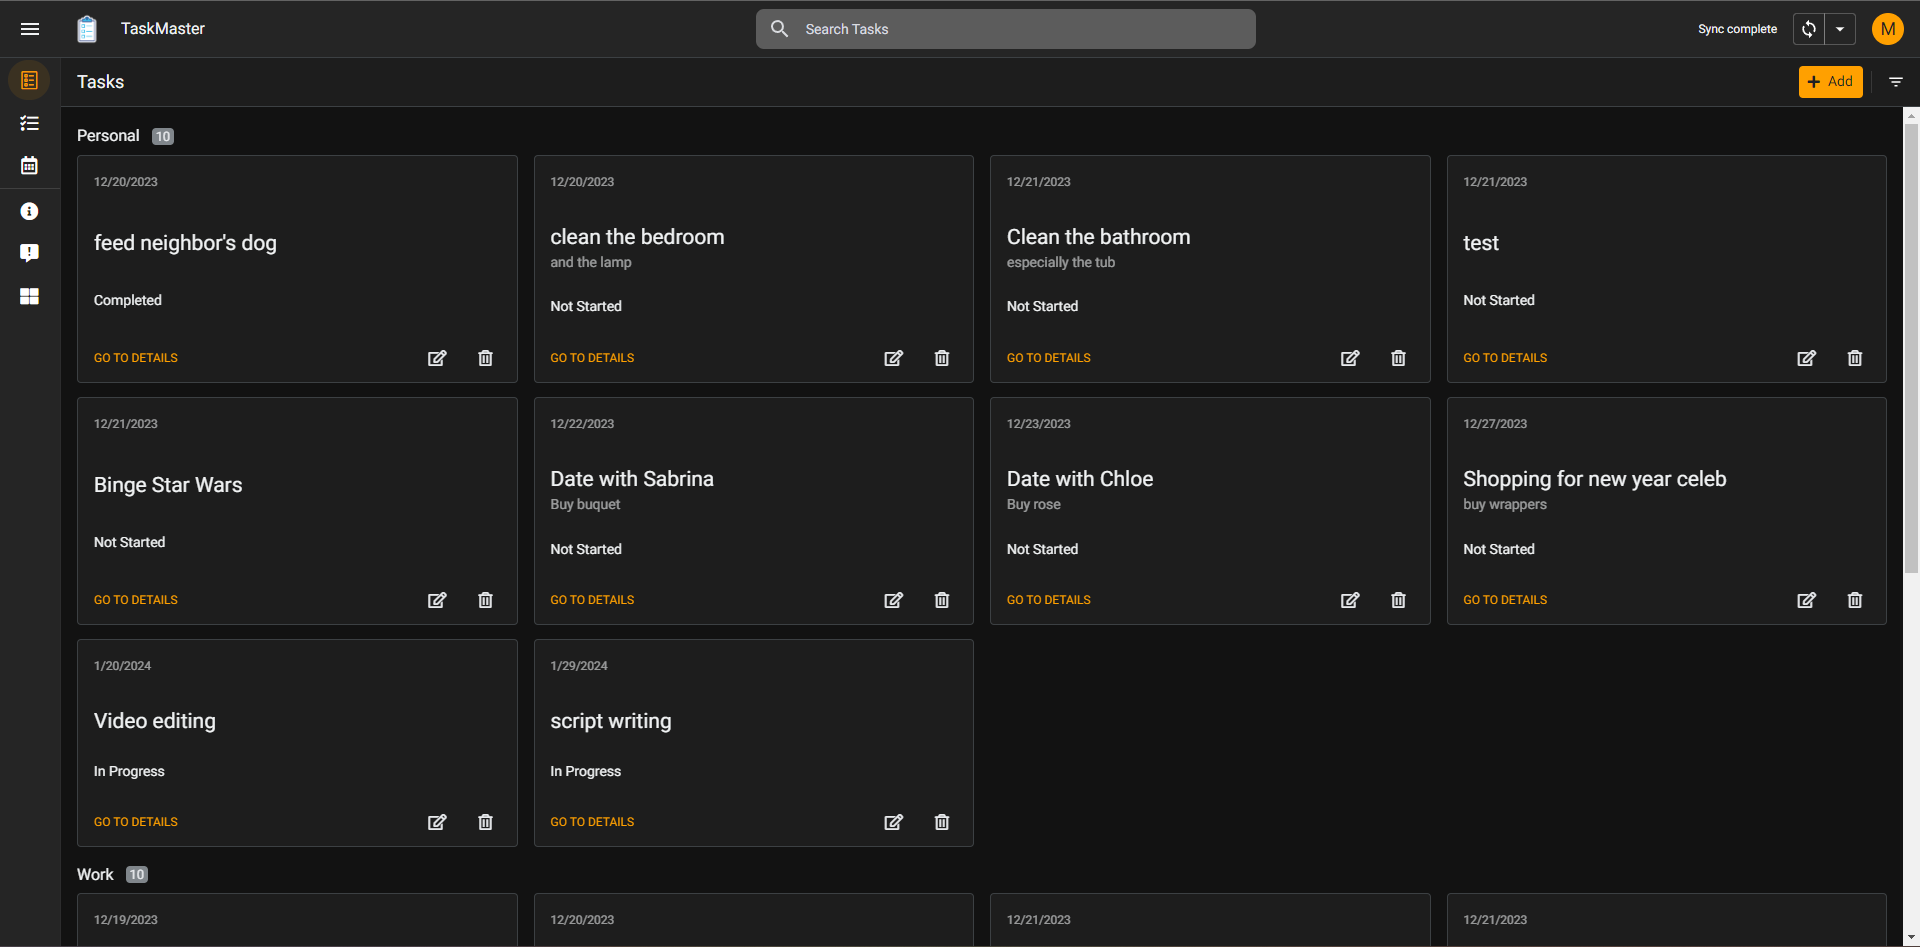 TaskMaster
Search Tasks
Sync complete
M
Tasks
Add
Personal 10
12/20/2023
feed neighbor's dog
Completed
GO TO DETAILS
12/20/2023
clean the bedroom
and the lamp
Not Started
GO TO DETAILS
12/21/2023
Clean the bathroom
especially the tub
Not Started
GO TO DETAILS
12/21/2023
test
Not Started
GO TO DETAILS
12/21/2023
Binge Star Wars
Not Started
GO TO DETAILS
12/22/2023
Date with Sabrina
Buy buquet
Not Started
GO TO DETAILS
12/23/2023
Date with Chloe
Buy rose
Not Started
GO TO DETAILS
12/27/2023
Shopping for new year celeb
buy wrappers
Not Started
GO TO DETAILS
1/20/2024
Video editing
In Progress
GO TO DETAILS
1/29/2024
script writing
In Progress
GO TO DETAILS
Work 10
12/19/2023
12/20/2023
12/21/2023
12/21/2023